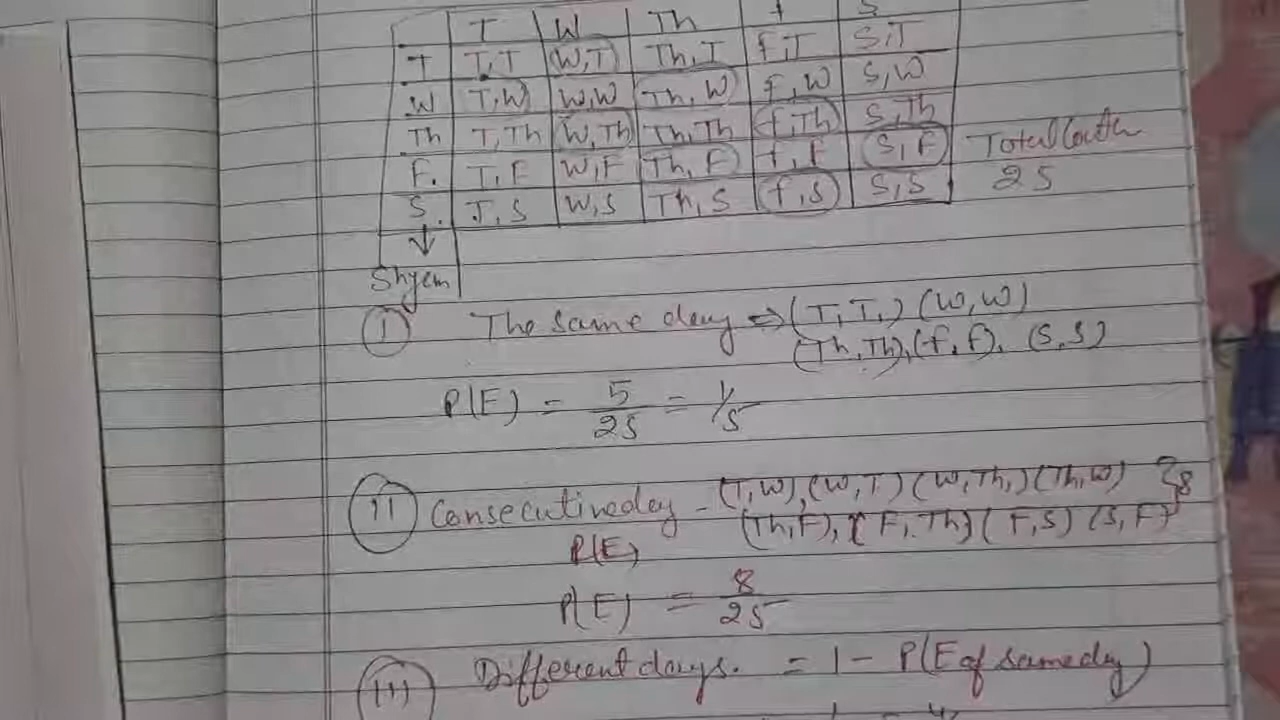 T W Th f S
T T,T W,T Th,T f,T S,T
W T,W W,W Th,W f,W S,W
Th T,Th W,Th Th,Th f,Th S,Th
F. T,F W,F Th,F f,F S,F Total
25
S. T,S W,S Th,S f,S S,S
↓
Shyem
(I) The same day ⇒ (T,T,) (W,W)
(Th,Th),(f,f), (S,S)
P(E) = 5/25 = 1/5
(II) Consecutive day - (T,W),(W,T) (W,Th,)(Th,W) }8
(Th,F), (F,Th) (F,S) (S,F)
P(E)
P(E) = 8/25
(III) Different days. = 1 - P(E of same day)